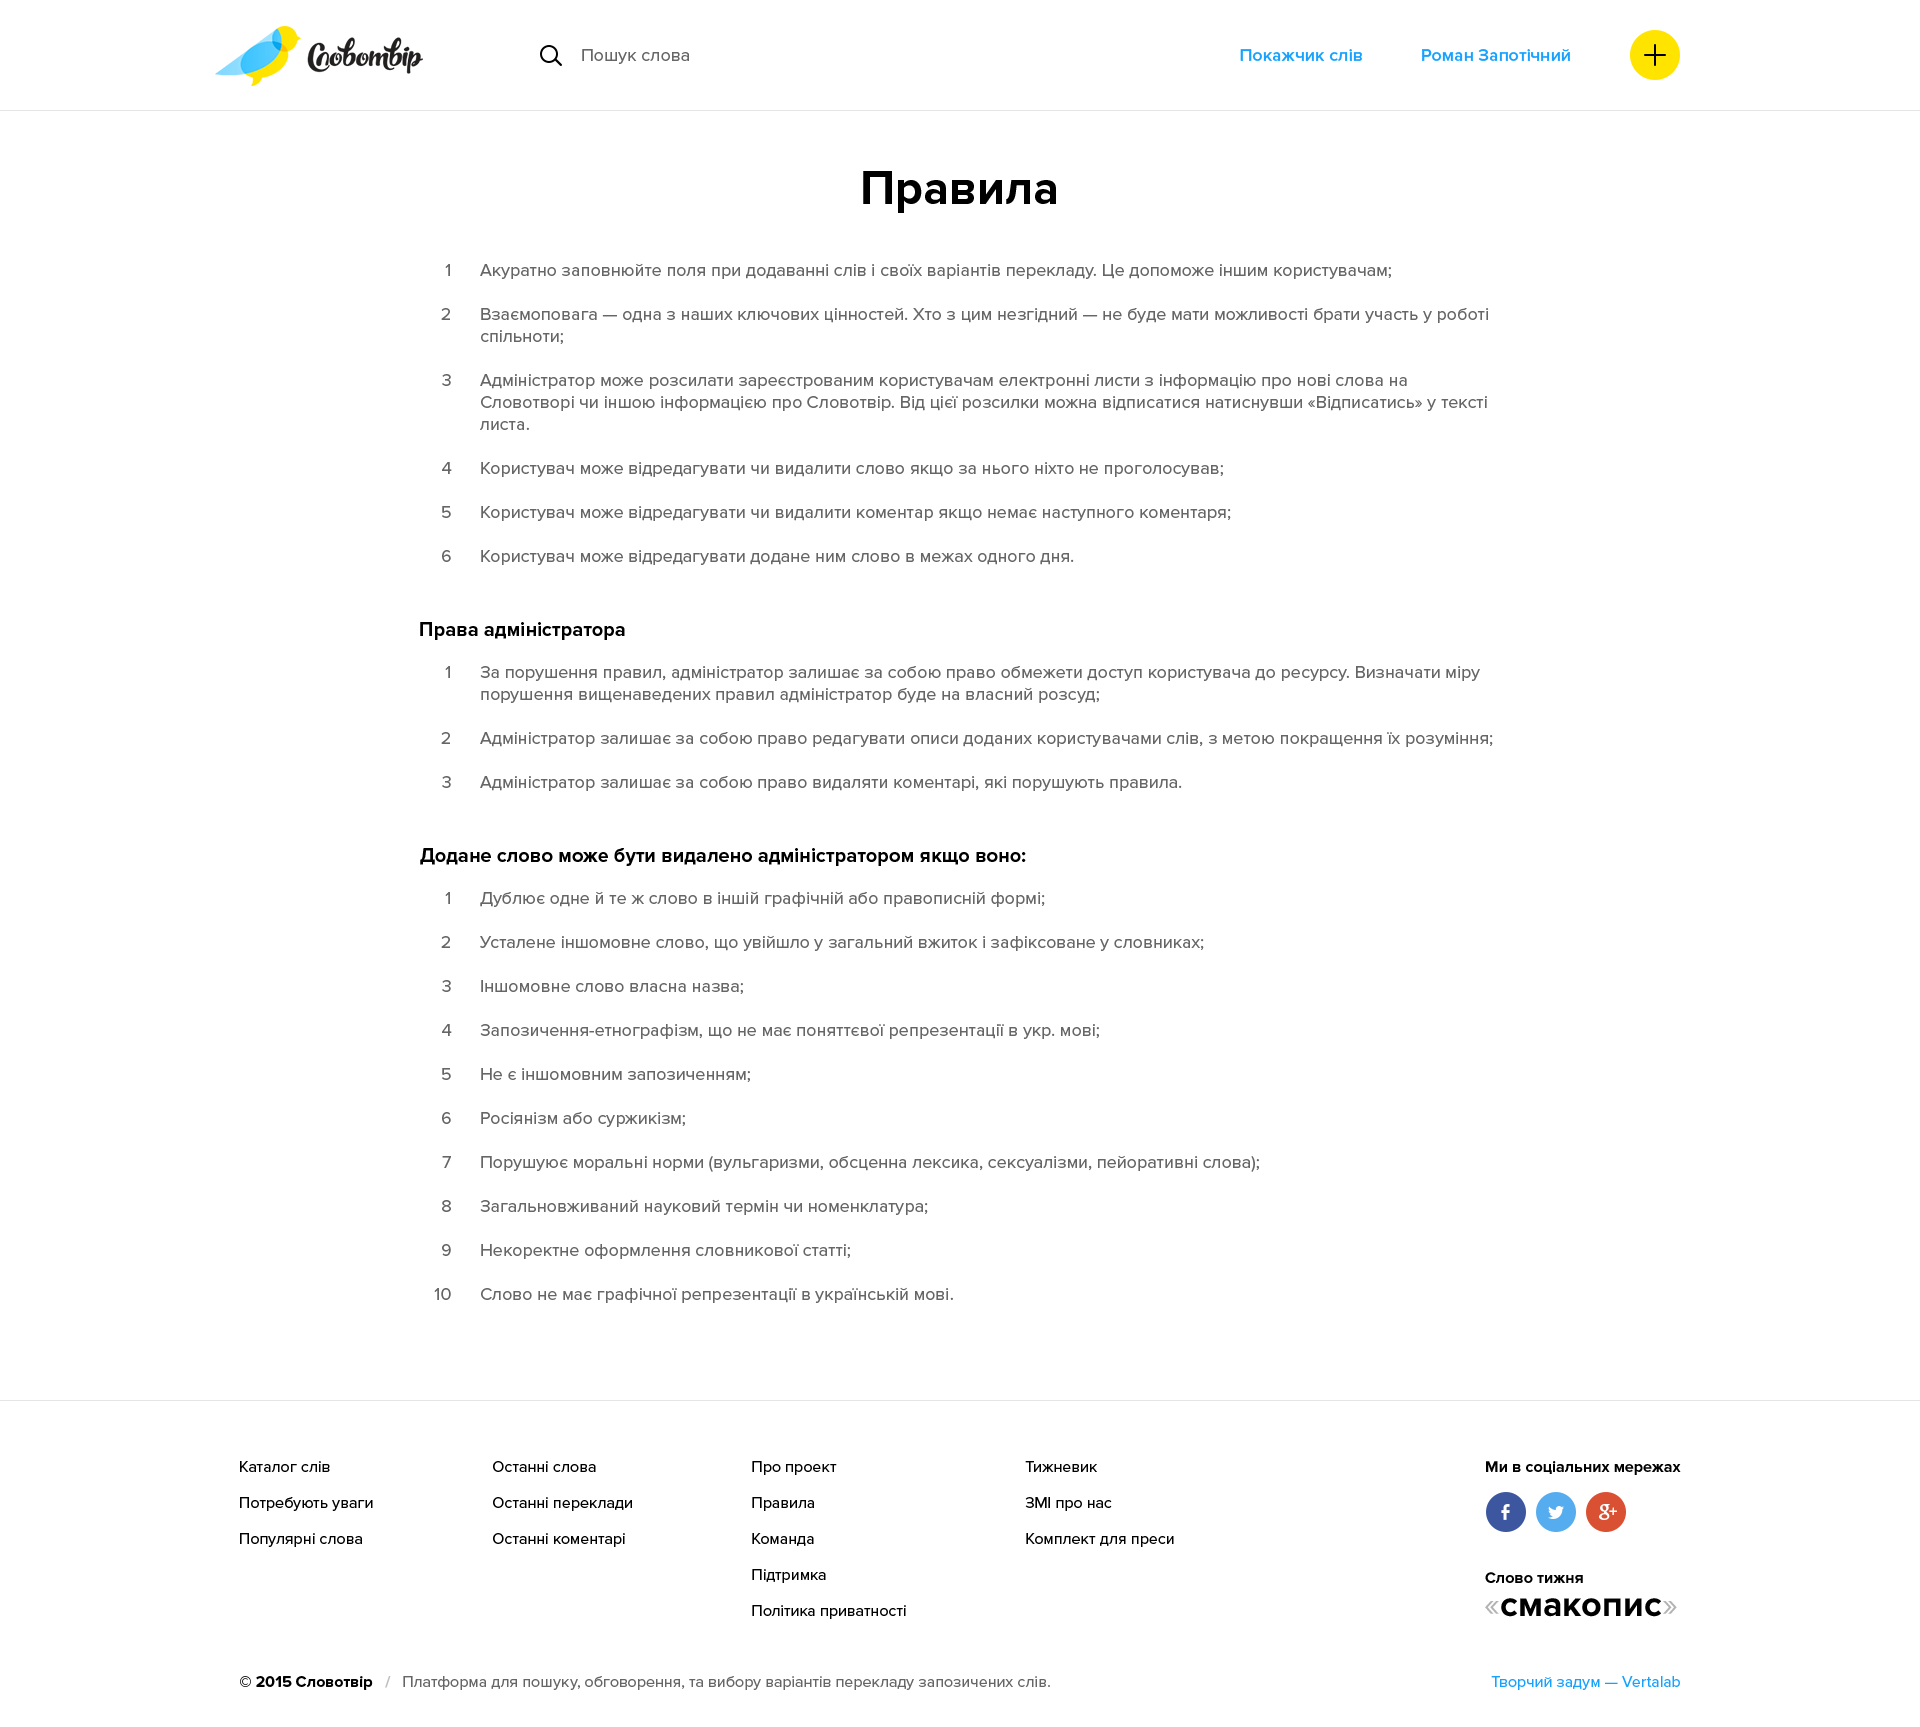 Словотвір
Пошук слова
Покажчик слів
Роман Запотічний
Правила
1 Акуратно заповнюйте поля при додаванні слів і своїх варіантів перекладу. Це допоможе іншим користувачам;
2 Взаємоповага — одна з наших ключових цінностей. Хто з цим незгідний — не буде мати можливості брати участь у роботі
спільноти;
3 Адміністратор може розсилати зареєстрованим користувачам електронні листи з інформацію про нові слова на
Словотворі чи іншою інформацією про Словотвір. Від цієї розсилки можна відписатися натиснувши «Відписатись» у тексті
листа.
4 Користувач може відредагувати чи видалити слово якщо за нього ніхто не проголосував;
5 Користувач може відредагувати чи видалити коментар якщо немає наступного коментаря;
6 Користувач може відредагувати додане ним слово в межах одного дня.
Права адміністратора
1 За порушення правил, адміністратор залишає за собою право обмежети доступ користувача до ресурсу. Визначати міру
порушення вищенаведених правил адміністратор буде на власний розсуд;
2 Адміністратор залишає за собою право редагувати описи доданих користувачами слів, з метою покращення їх розуміння;
3 Адміністратор залишає за собою право видаляти коментарі, які порушують правила.
Додане слово може бути видалено адміністратором якщо воно:
1 Дублює одне й те ж слово в іншій графічній або правописній формі;
2 Усталене іншомовне слово, що увійшло у загальний вжиток і зафіксоване у словниках;
3 Іншомовне слово власна назва;
4 Запозичення-етнографізм, що не має поняттєвої репрезентації в укр. мові;
5 Не є іншомовним запозиченням;
6 Росіянізм або суржикізм;
7 Порушуює моральні норми (вульгаризми, обсценна лексика, сексуалізми, пейоративні слова);
8 Загальновживаний науковий термін чи номенклатура;
9 Некоректне оформлення словникової статті;
10 Слово не має графічної репрезентації в українській мові.
Каталог слів
Потребують уваги
Популярні слова
Останні слова
Останні переклади
Останні коментарі
Про проект
Правила
Команда
Підтримка
Політика приватності
Тижневик
ЗМІ про нас
Комплект для преси
Ми в соціальних мережах
f
g+
Слово тижня
«смакопис»
© 2015 Словотвір / Платформа для пошуку, обговорення, та вибору варіантів перекладу запозичених слів.
Творчий задум — Vertalab